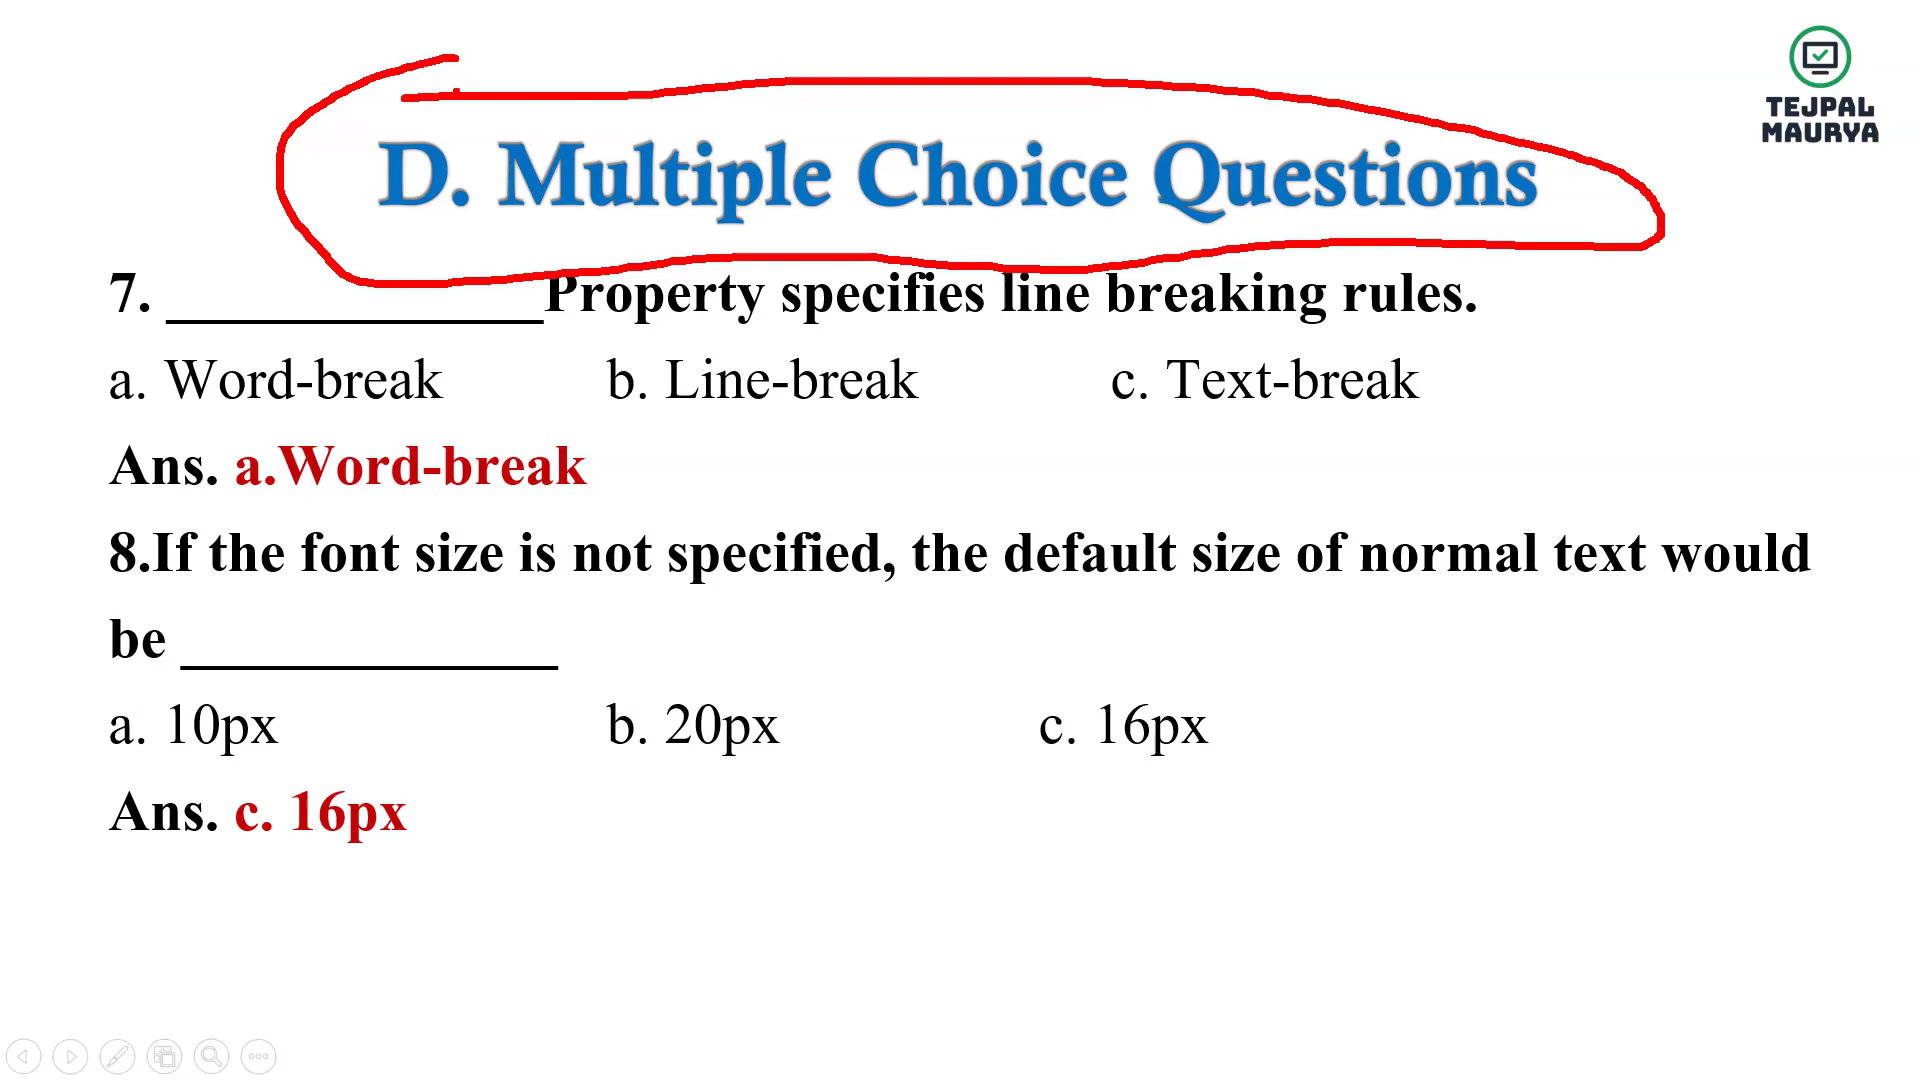 TEJPAL
MAURYA
D. Multiple Choice Questions
7. _____________Property specifies line breaking rules.
a. Word-break b. Line-break c. Text-break
Ans. a.Word-break
8.If the font size is not specified, the default size of normal text would
be _____________
a. 10px b. 20px c. 16px
Ans. c. 16px